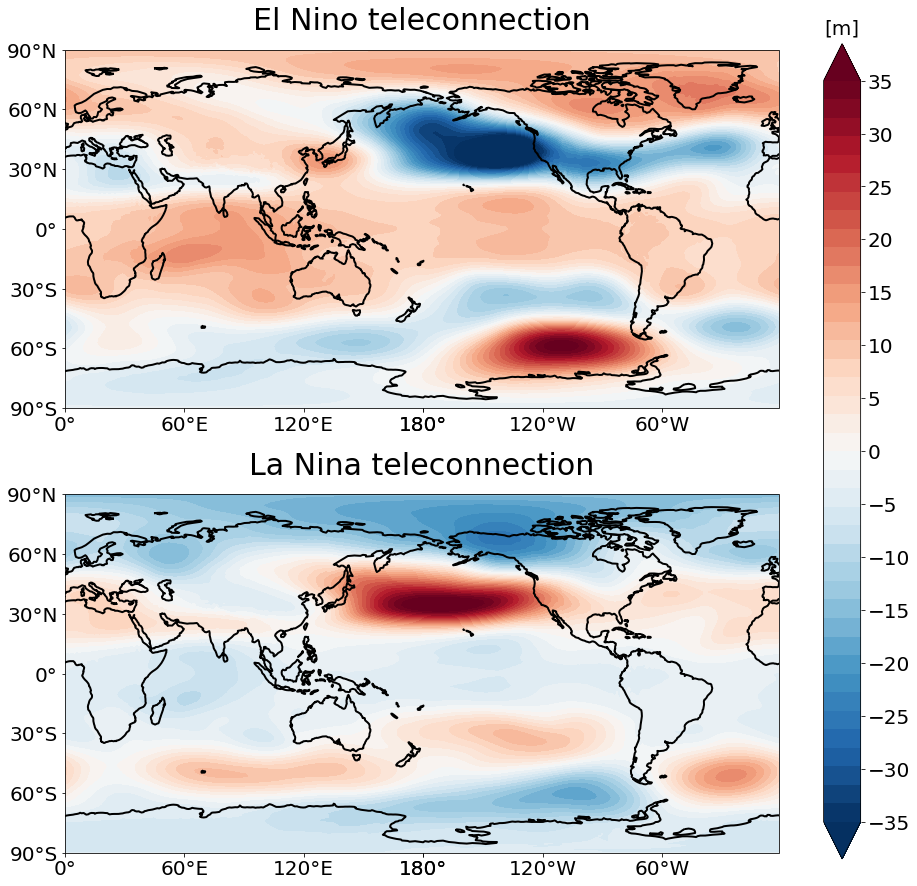 El Nino teleconnection
[m]
90°N
60°N
30°N
0°
30°S
60°S
90°S
0° 60°E 120°E 180° 120°W 60°W
La Nina teleconnection
90°N
60°N
30°N
0°
30°S
60°S
90°S
0° 60°E 120°E 180° 120°W 60°W
35
30
25
20
15
10
5
0
−5
−10
−15
−20
−25
−30
−35